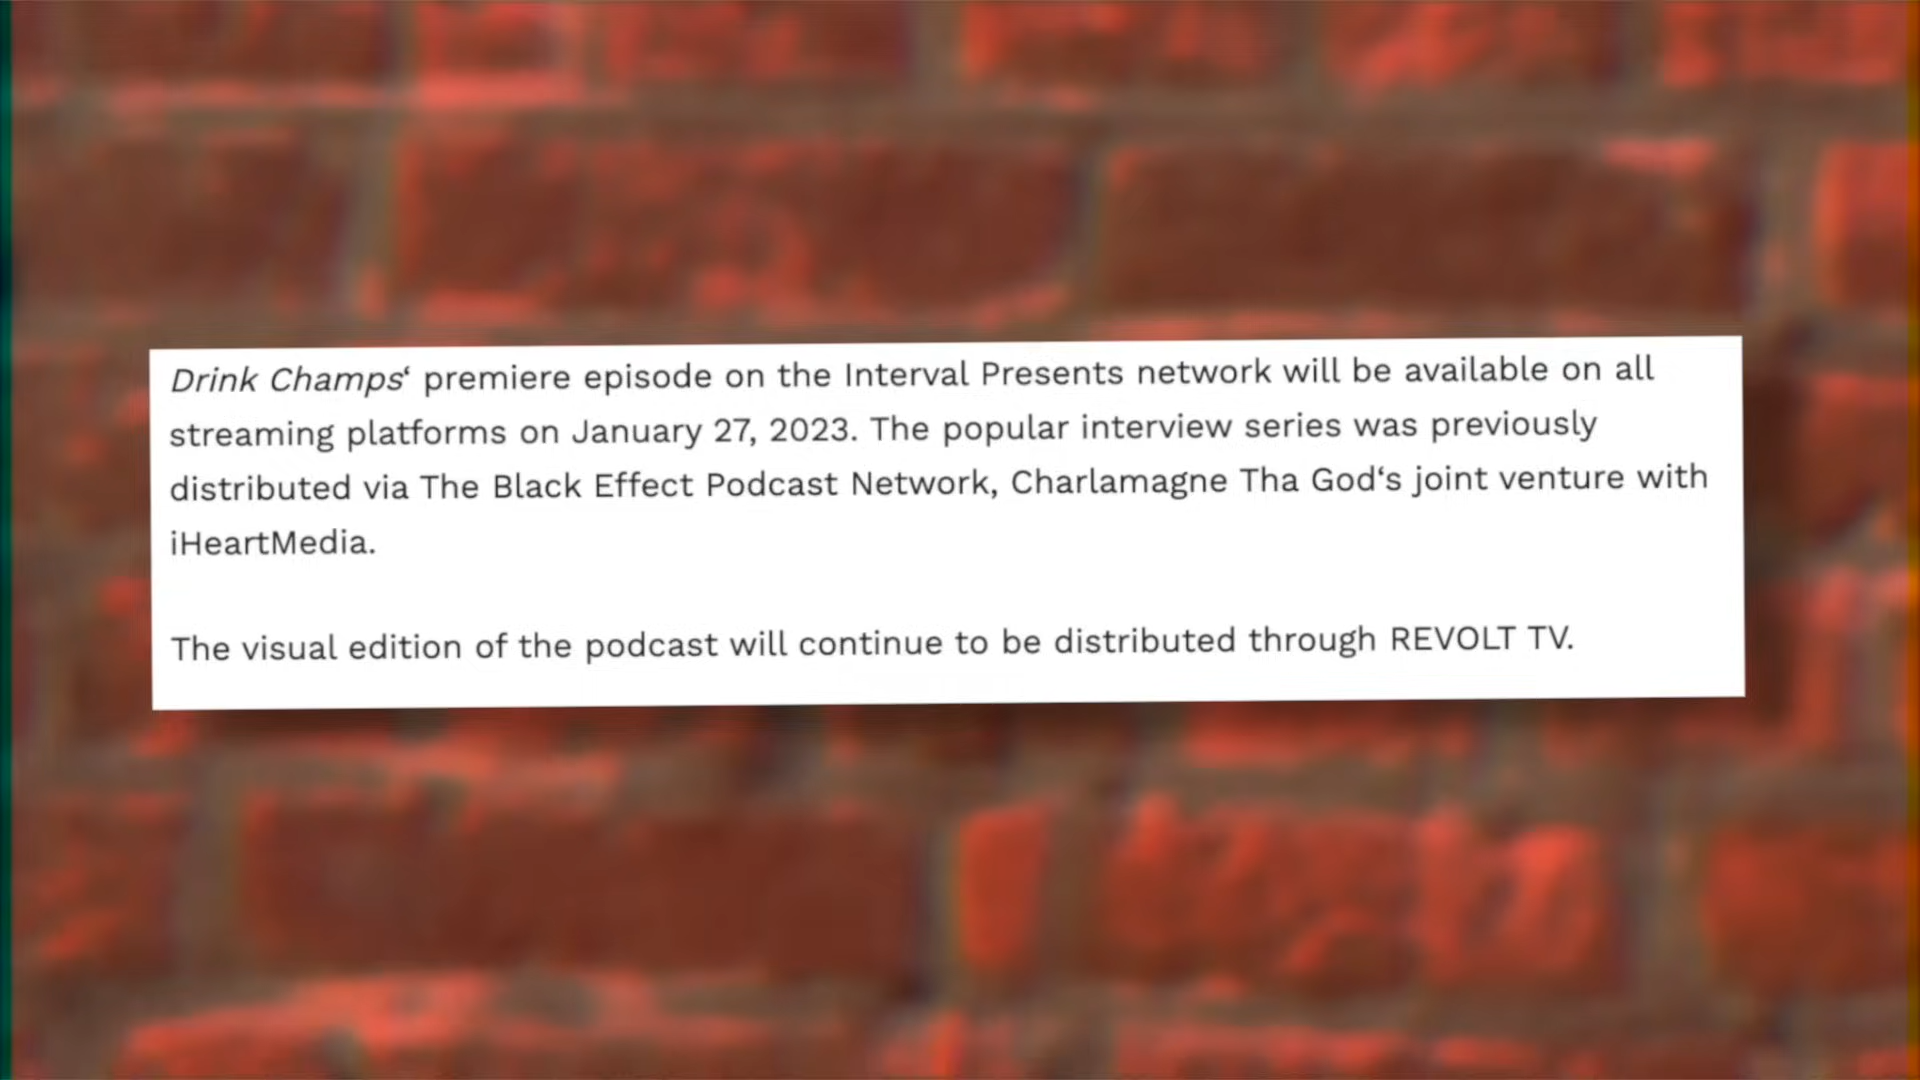 Drink Champs‘ premiere episode on the Interval Presents network will be available on all
streaming platforms on January 27, 2023. The popular interview series was previously
distributed via The Black Effect Podcast Network, Charlamagne Tha God‘s joint venture with
iHeartMedia.
The visual edition of the podcast will continue to be distributed through REVOLT TV.